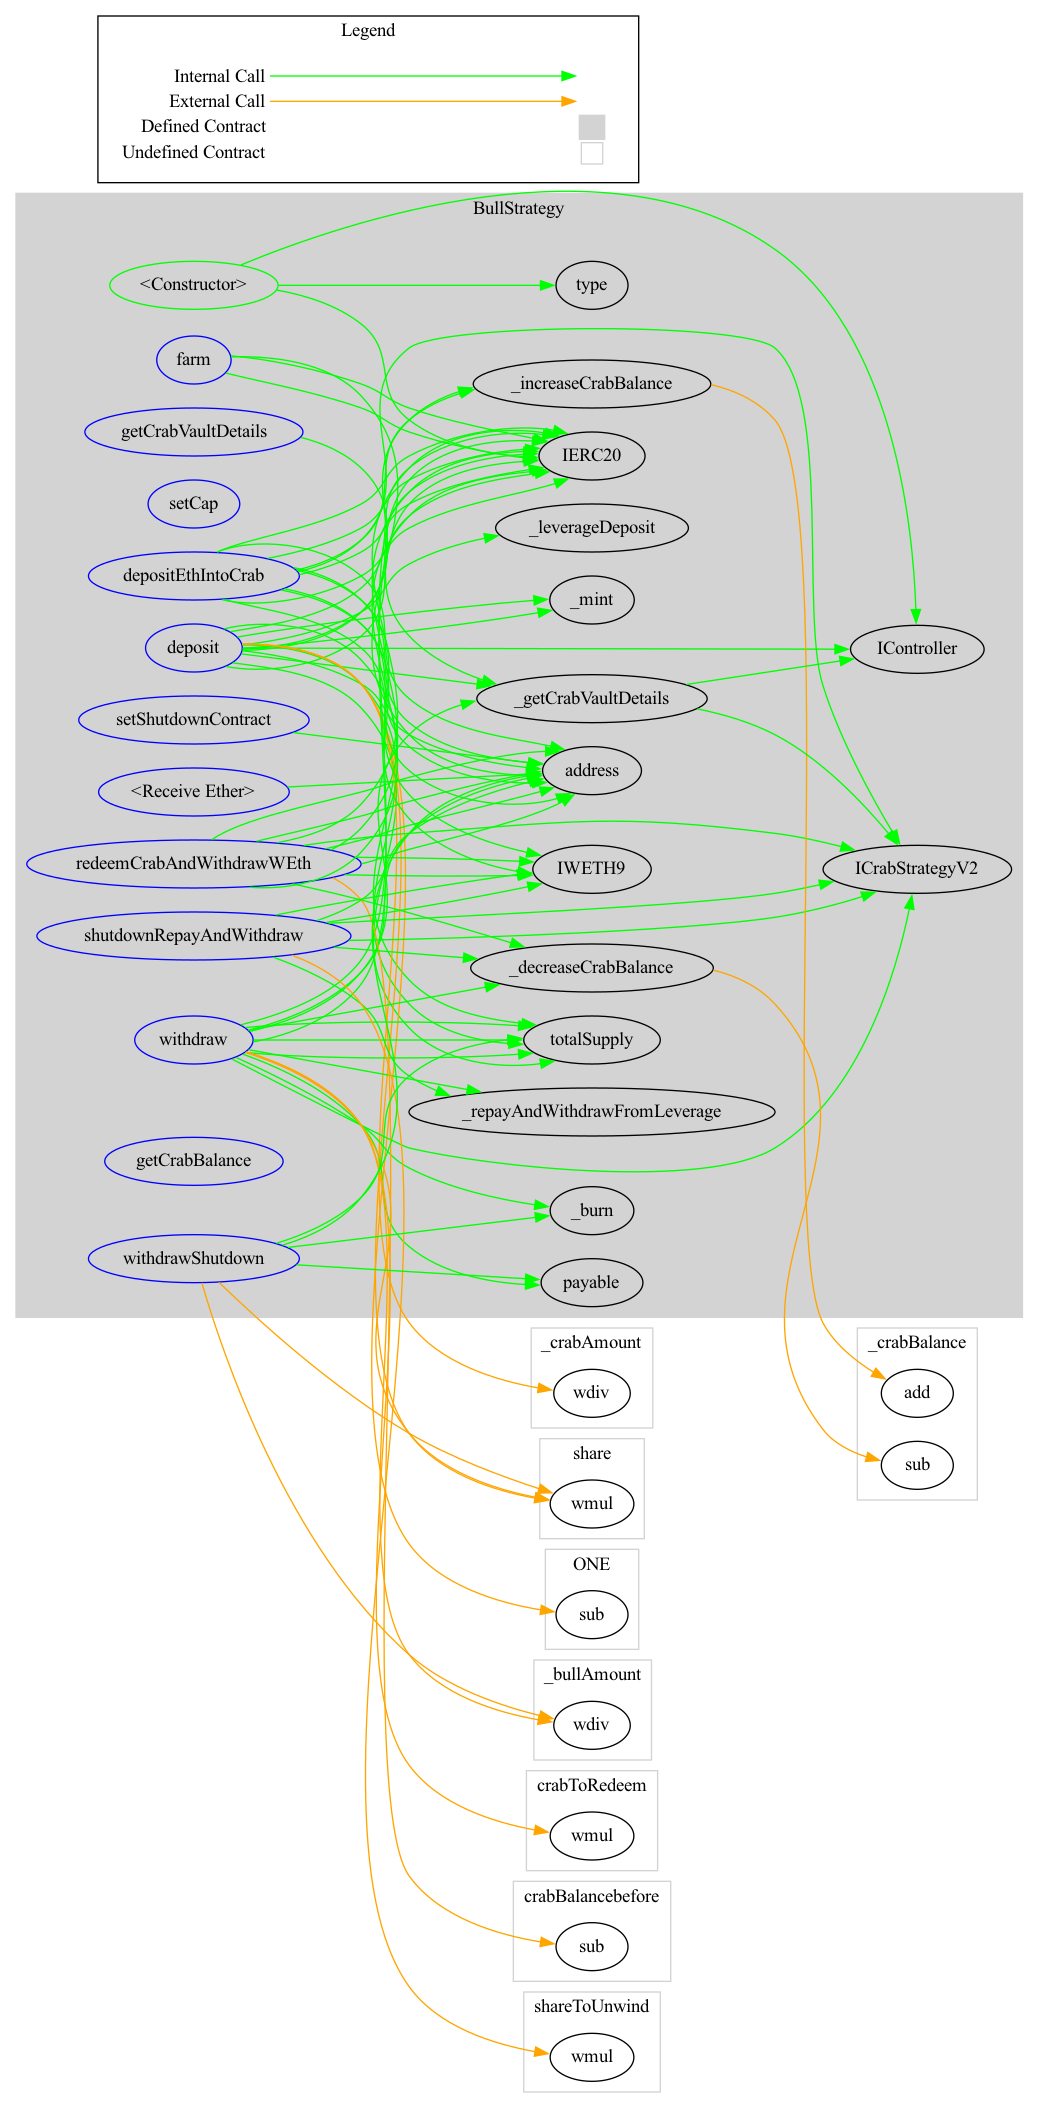 Legend
Internal Call
External Call
Defined Contract
Undefined Contract
BullStrategy
<Constructor>
farm
getCrabVaultDetails
setCap
depositEthIntoCrab
deposit
setShutdownContract
<Receive Ether>
redeemCrabAndWithdrawWEth
shutdownRepayAndWithdraw
withdraw
getCrabBalance
withdrawShutdown
type
_increaseCrabBalance
IERC20
_leverageDeposit
_mint
_getCrabVaultDetails
address
IWETH9
_decreaseCrabBalance
totalSupply
_repayAndWithdrawFromLeverage
_burn
payable
IController
ICrabStrategyV2
_crabAmount
wdiv
share
wmul
ONE
sub
_bullAmount
wdiv
crabToRedeem
wmul
crabBalancebefore
sub
shareToUnwind
wmul
_crabBalance
add
sub